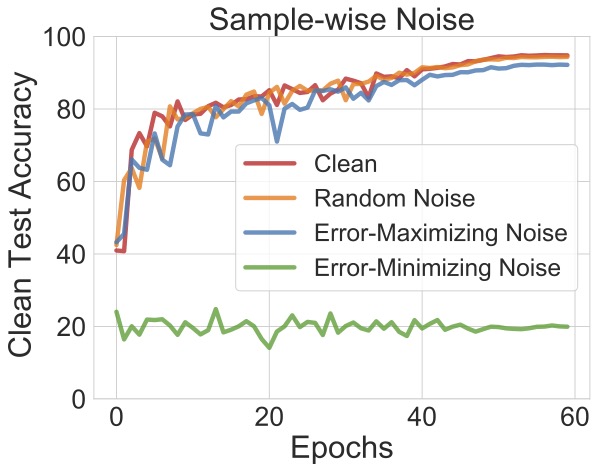 Sample-wise Noise
Clean Test Accuracy
100
80
60
40
20
0
Clean
Random Noise
Error-Maximizing Noise
Error-Minimizing Noise
0 20 40 60
Epochs